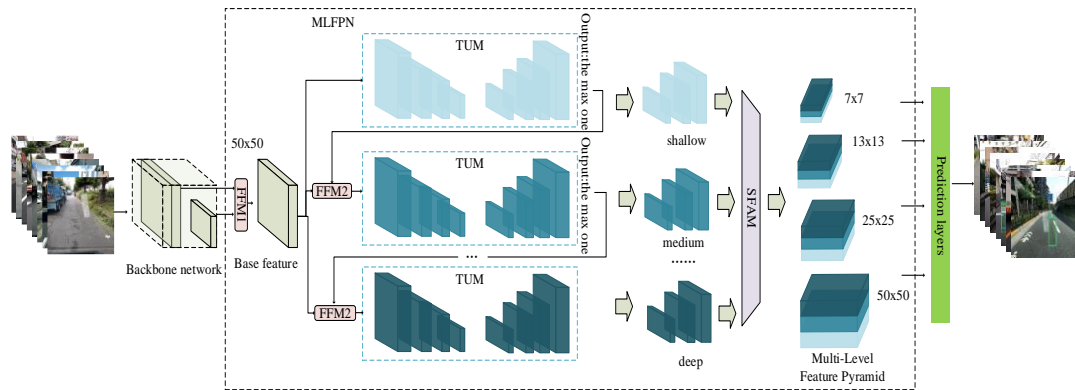 MLFPN
TUM
Output:the max one
shallow
7x7
13x13
50x50
FFM1
FFM2
TUM
Output:the max one
medium
SFAM
25x25
Prediction layers
Backbone network
Base feature
...
......
TUM
FFM2
deep
50x50
Multi-Level
Feature Pyramid